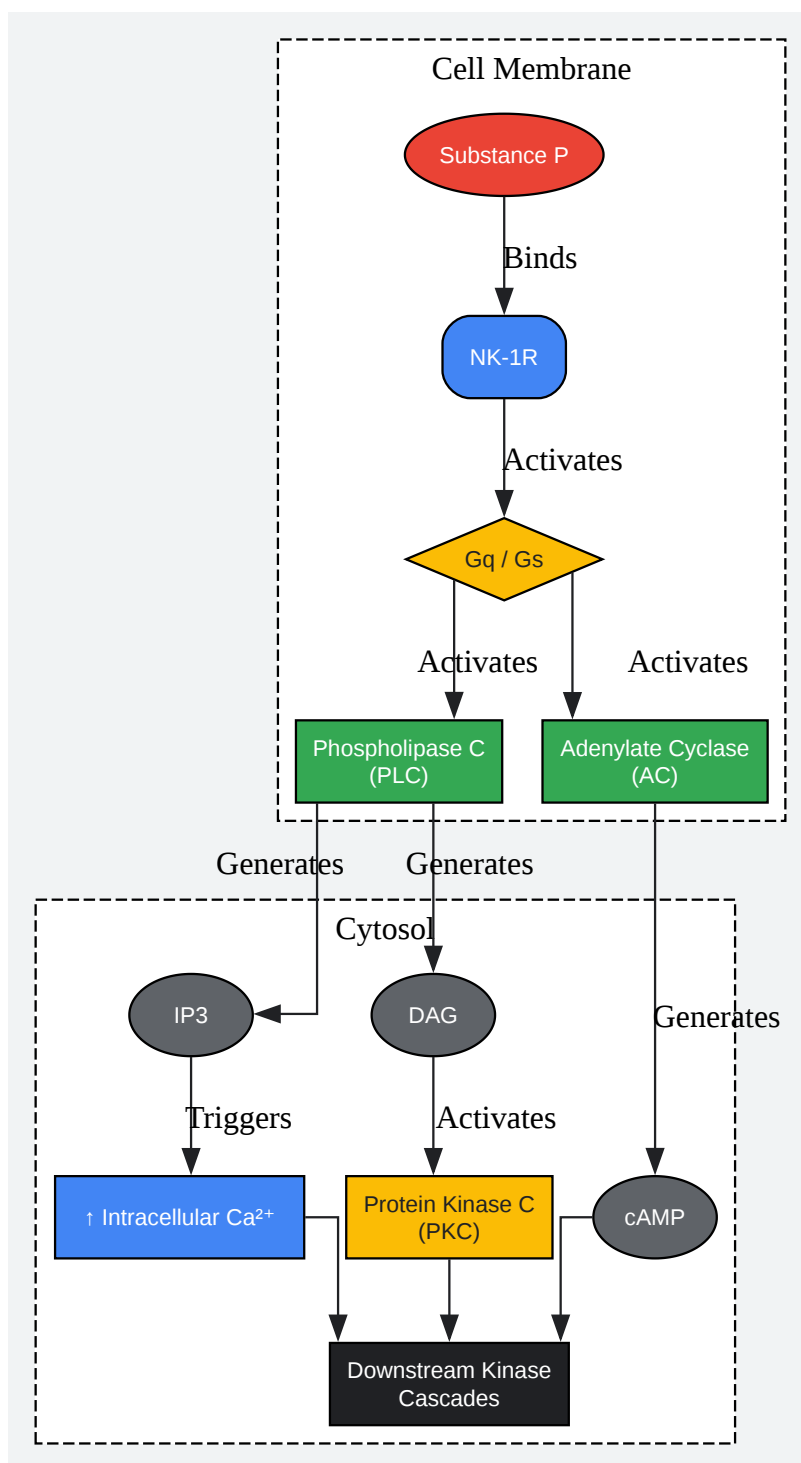 Cell Membrane
Substance P
Binds
NK-1R
Activates
Gq / Gs
Activates
Activates
Phospholipase C
(PLC)
Adenylate Cyclase
(AC)
Generates
Generates
Cytosol
IP3
DAG
Generates
Triggers
Activates
↑ Intracellular Ca²⁺
Protein Kinase C
(PKC)
cAMP
Downstream Kinase
Cascades